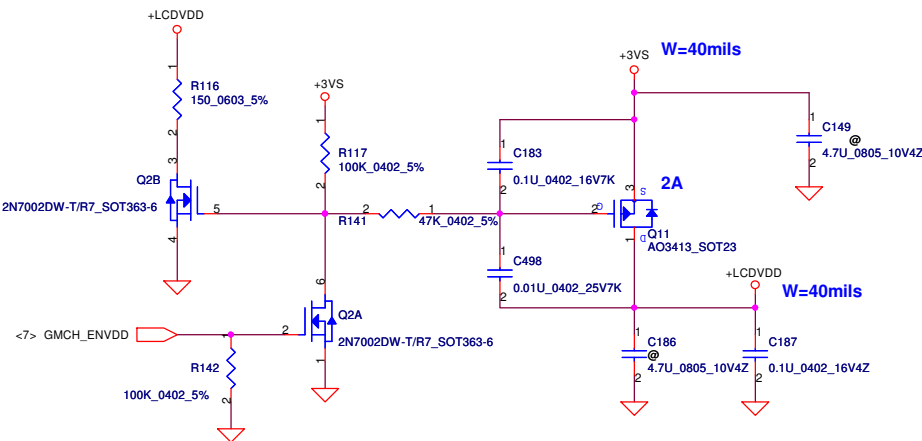 +LCDVDD
1
R116
150_0603_5%
2
3
Q2B
2N7002DW-T/R7_SOT363-6
5
4
+3VS
1
R117
100K_0402_5%
2
R141
2
1
47K_0402_5%
6
Q2A
2N7002DW-T/R7_SOT363-6
2
1
<7> GMCH_ENVDD
1
R142
100K_0402_5%
2
+3VS
W=40mils
1
C183
0.1U_0402_16V7K
2
1
C149
@
4.7U_0805_10V4Z
2
2A
3
S
2
G
Q11
1
D
AO3413_SOT23
1
C498
0.01U_0402_25V7K
2
+LCDVDD
W=40mils
1
C186
@
4.7U_0805_10V4Z
2
1
C187
0.1U_0402_16V4Z
2